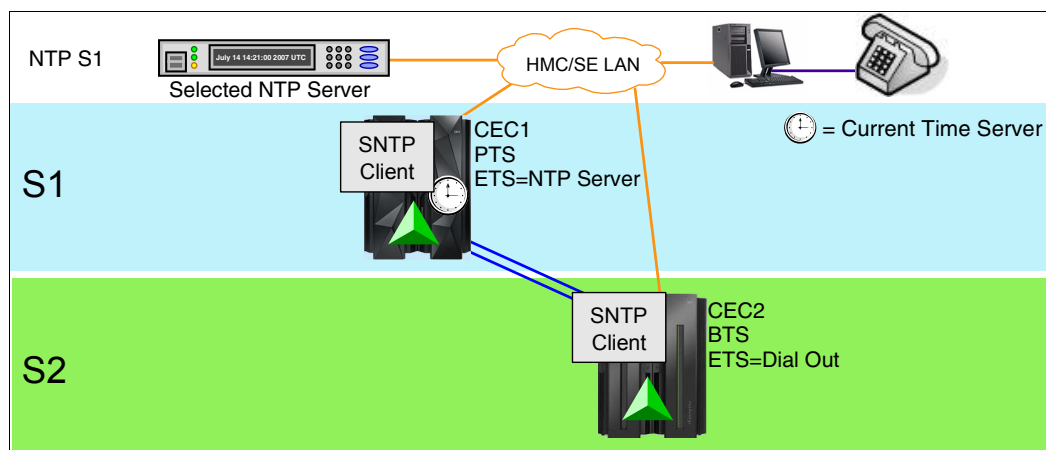 NTP S1
July 14 14:21:00 2007 UTC
Selected NTP Server
HMC/SE LAN
= Current Time Server
S1
SNTP
Client
CEC1
PTS
ETS=NTP Server
S2
SNTP
Client
CEC2
BTS
ETS=Dial Out